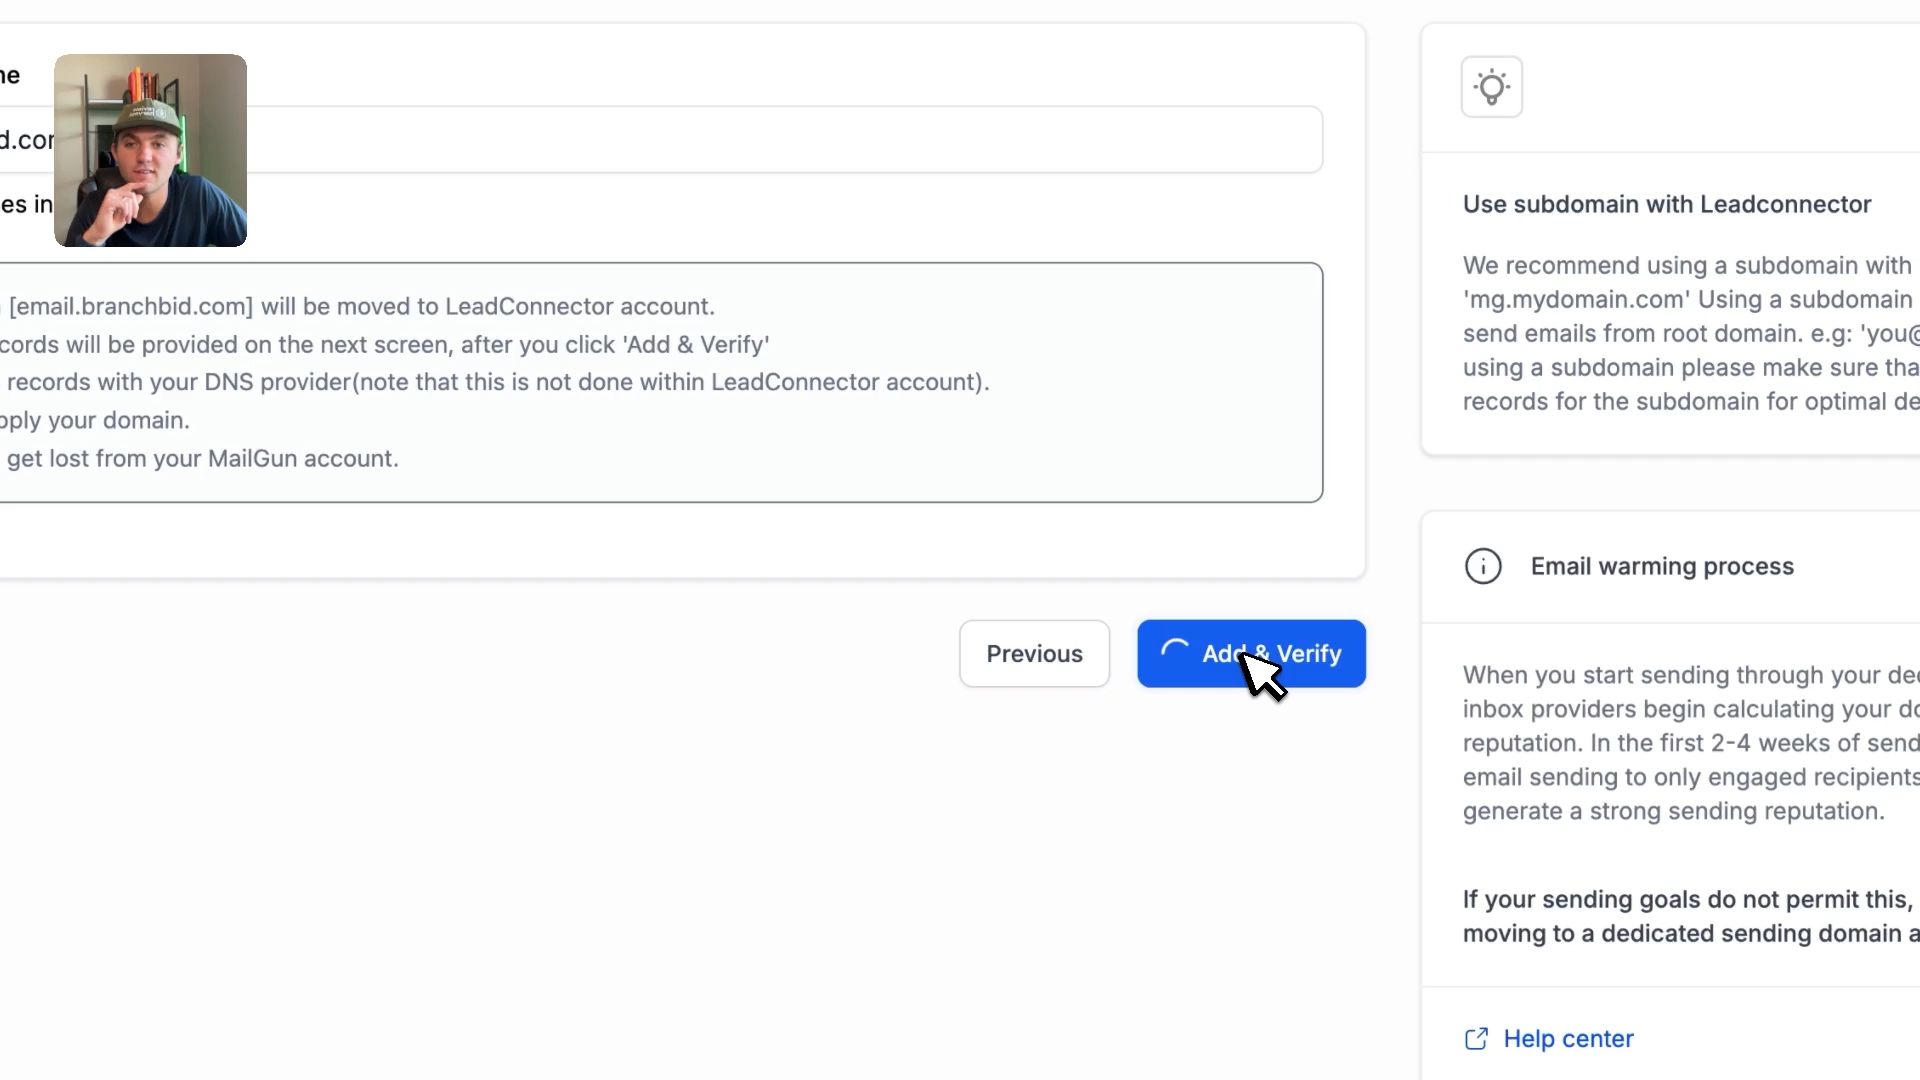 d.cor
es in
[email.branchbid.com] will be moved to LeadConnector account.
cords will be provided on the next screen, after you click 'Add & Verify'
records with your DNS provider(note that this is not done within LeadConnector account).
pply your domain.
get lost from your MailGun account.
Previous
Add & Verify
Use subdomain with Leadconnector
We recommend using a subdomain with
'mg.mydomain.com' Using a subdomain
send emails from root domain. e.g: 'you@
using a subdomain please make sure tha
records for the subdomain for optimal de
Email warming process
When you start sending through your dec
inbox providers begin calculating your do
reputation. In the first 2-4 weeks of send
email sending to only engaged recipients
generate a strong sending reputation.
If your sending goals do not permit this,
moving to a dedicated sending domain a
Help center